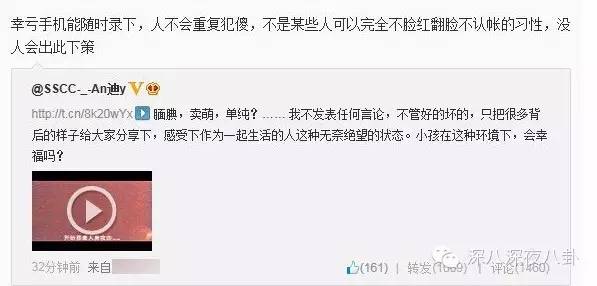 幸亏手机能随时录下，人不会重复犯傻，不是某些人可以完全不脸红翻脸不认帐的习性，没
人会出此下策
@SSCC-_-An迪y
http://t.cn/8k20wYx 腼腆，卖萌，单纯？…… 我不发表任何言论，不管好的坏的，只把很多背
后的样子给大家分享下，感受下作为一起生活的人这种无奈绝望的状态。小孩在这种环境下，会幸
福吗？
32分钟前 来自
(161) | 转发(1669) | 评论(1460)
深八深夜八卦